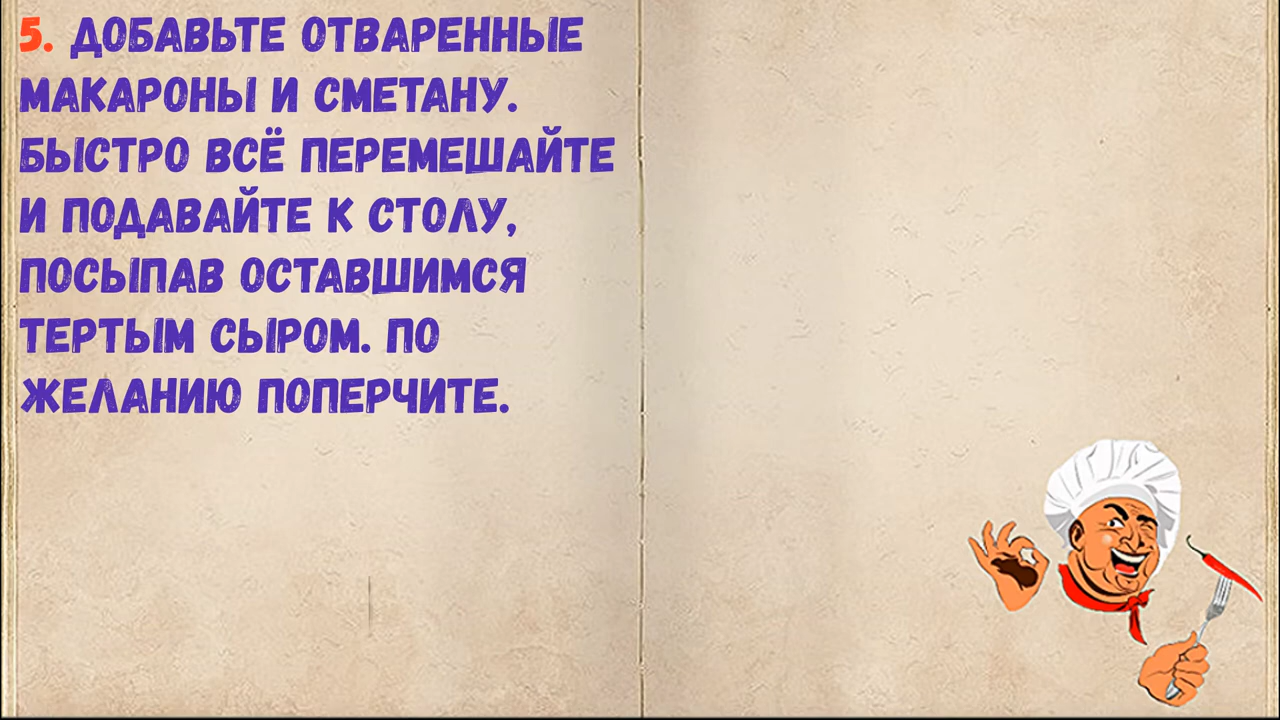 5. ДОБАВЬТЕ ОТВАРЕННЫЕ
МАКАРОНЫ И СМЕТАНУ.
БЫСТРО ВСЁ ПЕРЕМЕШАЙТЕ
И ПОДАВАЙТЕ К СТОЛУ,
ПОСЫПАВ ОСТАВШИМСЯ
ТЕРТЫМ СЫРОМ. ПО
ЖЕЛАНИЮ ПОПЕРЧИТЕ.